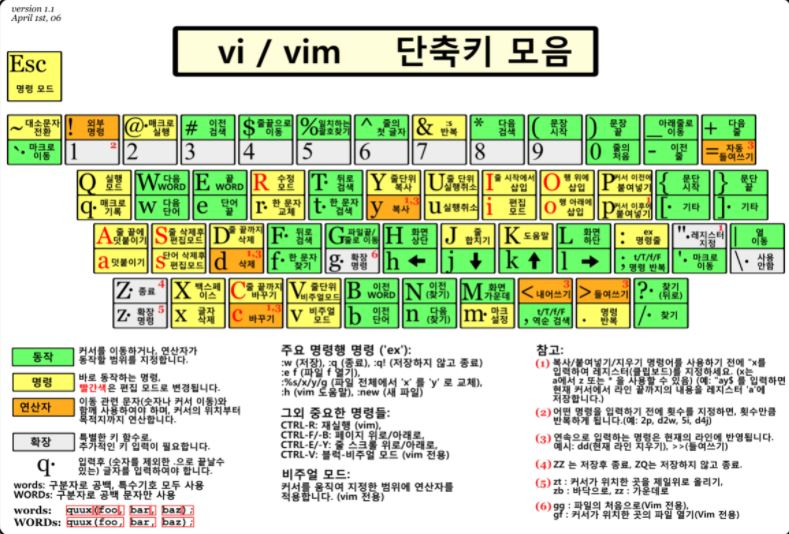 version 1.1
April 1st, 06
vi / vim 단축키 모음
Esc
명령 모드
~ 대소문자 전환
! 외부 명령
@· 매크로 실행
# 이전 검색
$ 줄끝으로 이동
% 일치하는 괄호찾기
^ 줄의 첫 글자
& :s 반복
* 다음 검색
( 문장 시작
) 문장 끝
_ 아래줄로 이동
+ 다음 줄
`· 마크로 이동
1 2
2
3
4
5
6
7
8
9
0 줄의 처음
- 이전 줄
= 자동 3 들여쓰기
Q 실행 모드
W 다음 WORD
E 끝 WORD
R 수정 모드
T· 뒤로 검색
Y 줄단위 복사
U 줄단위 실행취소
I 줄 시작에서 삽입
O 행 위에 삽입
P 커서 이전에 붙여넣기
{ 문단 시작
} 문단 끝
q· 매크로 기록
w 다음 단어
e 단어 끝
r· 한 문자 교체
t· 한 문자 검색
y 복사 1,3
u 실행취소
i 편집 모드
o 행 아래에 삽입
p 커서 이후에 1 붙여넣기
[· 기타
]· 기타
A 줄 끝에 덧붙이기
S 줄 삭제후 편집모드
D 줄 끝까지 삭제
F· 뒤로 검색
G 파일끝/ 줄로 이동
H 화면 상단
J 줄 합치기
K 도움말
L 화면 하단
: ex 명령줄
"· 레지스터 1 지정
| 열 이동
a 덧붙이기
s 단어 삭제후 편집모드
d 삭제 1,3
f· 한 문자 찾기
g· 확장 명령 6
h ←
j ↓
k ↑
l →
; t/T/f/F 명령 반복
'· 마크로 이동
\· 사용 안함
Z· 종료 4
X 백스페이스
C 줄 끝까지 바꾸기
V 줄단위 비주얼모드
B 이전 WORD
N 이전 (찾기)
M 화면 가운데
< 내어쓰기 3
> 들여쓰기 3
?· 찾기 (뒤로)
z· 확장 명령 5
x 글자 삭제
c 바꾸기 1,3
v 비주얼 모드
b 이전 단어
n 다음 (찾기)
m· 마크 설정
, t/T/f/F 역순 검색
. 명령 반복
/· 찾기
동작 커서를 이동하거나, 연산자가
동작할 범위를 지정합니다.
명령 바로 동작하는 명령,
빨간색은 편집 모드로 변경됩니다.
연산자 이동 관련 문자(숫자나 커서 이동)와
함께 사용되어야 하며, 커서의 위치부터
목적지까지 연산합니다.
확장 특별한 키 함수로,
추가적인 키 입력이 필요합니다.
q· 입력후 (숫자를 제외한 .으로 끝날수
있는) 글자를 입력하여야 합니다.
words: 구분자로 공백, 특수기호 모두 사용
WORDs: 구분자로 공백 문자만 사용
words: quux(foo, bar, baz);
WORDs: quux(foo, bar, baz);
주요 명령행 명령 ('ex'):
:w (저장), :q (종료), :q! (저장하지 않고 종료)
:e f (파일 f 열기),
:%s/x/y/g (파일 전체에서 'x' 를 'y' 로 교체),
:h (vim 도움말), :new (새 파일)
그외 중요한 명령들:
CTRL-R: 재실행 (vim),
CTRL-F/-B: 페이지 위로/아래로,
CTRL-E/-Y: 줄 스크롤 위로/아래로,
CTRL-V: 블럭-비주얼 모드 (vim 전용)
비주얼 모드:
커서를 움직여 지정한 범위에 연산자를
적용합니다. (vim 전용)
참고:
(1) 복사/붙여넣기/지우기 명령어를 사용하기 전에 "x를
입력하여 레지스터(클립보드)를 지정하세요. (x는
a에서 z 또는 * 을 사용할 수 있음) (예: "ay$ 를 입력하면
현재 커서에서 라인 끝까지의 내용을 레지스터 'a'에
저장합니다.)
(2) 어떤 명령을 입력하기 전에 횟수를 지정하면, 횟수만큼
반복하게 됩니다.(예: 2p, d2w, 5i, d4j)
(3) 연속으로 입력하는 명령은 현재의 라인에 반영됩니다.
예시: dd(현재 라인 지우기), >>(들여쓰기)
(4) ZZ 는 저장후 종료, ZQ는 저장하지 않고 종료.
(5) zt : 커서가 위치한 곳을 제일위로 올리기,
zb : 바닥으로, zz : 가운데로
(6) gg : 파일의 처음으로(Vim 전용),
gf : 커서가 위치한 곳의 파일 열기(Vim 전용)